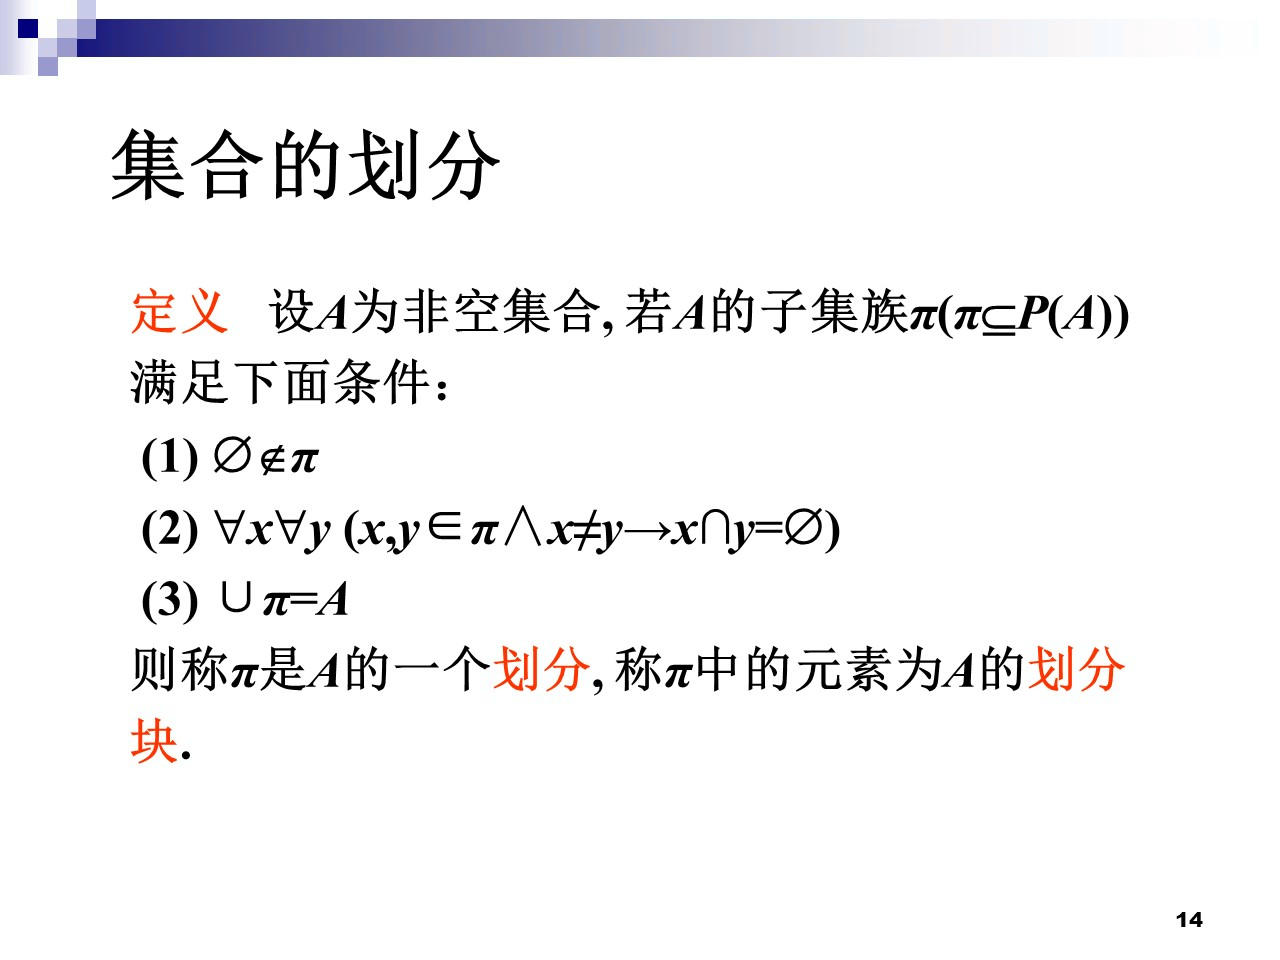 集合的划分
定义 设A为非空集合, 若A的子集族π(π⊆P(A))
满足下面条件：
(1) ∅∉π
(2) ∀x∀y (x,y∈π∧x≠y→x∩y=∅)
(3) ∪π=A
则称π是A的一个划分, 称π中的元素为A的划分
块.
14